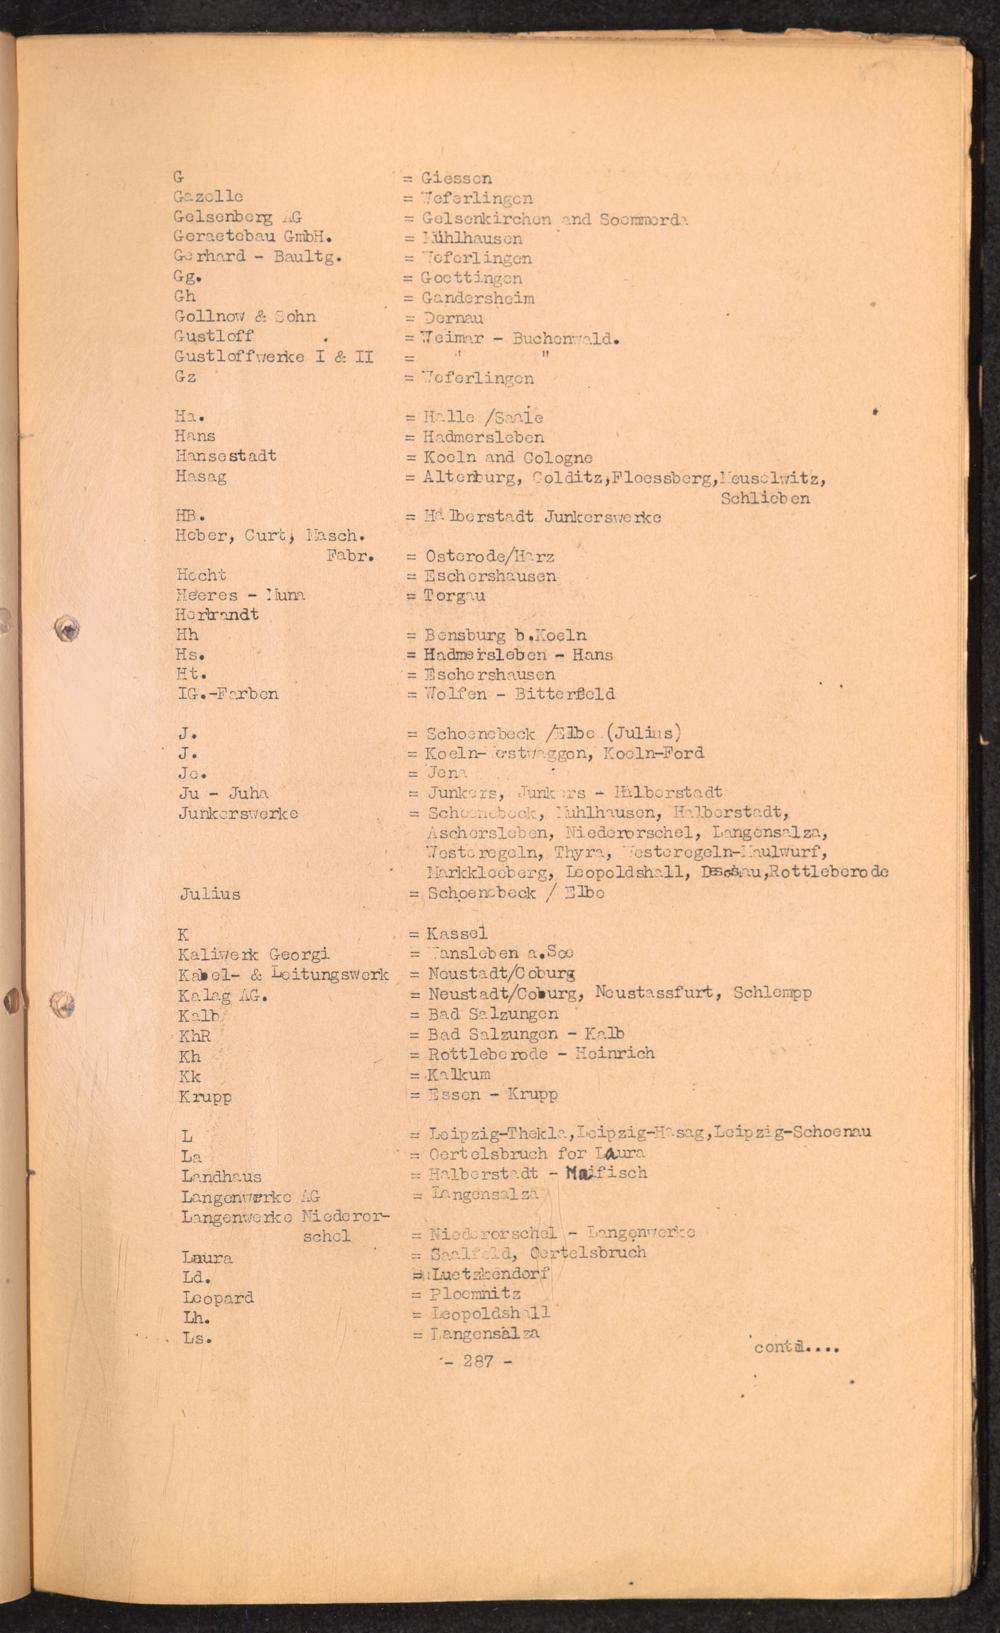 G = Giessen
Gazelle = Weferlingen
Gelsenberg AG = Gelsenkirchen and Soemmerda
Geraetebau GmbH. = Mühlhausen
Gerhard - Baultg. = Weferlingen
Gg. = Goettingen
Gh = Gandersheim
Gollnow & Sohn = Dernau
Gustloff = Weimar - Buchenwald.
Gustloffwerke I & II = " "
Gz = Weferlingen
Ha. = Halle /Saale
Hans = Hadmersleben
Hansestadt = Koeln and Cologne
Hasag = Altenburg, Colditz,Floessberg,Meuselwitz,
Schlieben
HB. = Halberstadt Junkerswerke
Heber, Curt, Masch.
Fabr. = Osterode/Harz
Hecht = Eschershausen
Heeres - Muna = Torgau
Herbrandt
Hh = Bensburg b.Koeln
Hs. = Hadmersleben - Hans
Ht. = Eschershausen
IG.-Farben = Wolfen - Bitterfeld
J. = Schoenebeck /Elbe (Julius)
J. = Koeln-Westwaggon, Koeln-Ford
Je. = Jena
Ju - Juha = Junkers, Junkers - Halberstadt
Junkerswerke = Schoenebeck, Muhlhausen, Halberstadt,
Aschersleben, Niederorschel, Langensalza,
Westeregeln, Thyra, Westeregeln-Maulwurf,
Markkleeberg, Leopoldshall, Dessau,Rottleberode
Julius = Schoenebeck / Elbe
K = Kassel
Kaliwerk Georgi = Wansleben a.See
Kabel- & Leitungswerk = Neustadt/Coburg
Kalag AG. = Neustadt/Coburg, Neustassfurt, Schlempp
Kalb = Bad Salzungen
KhR = Bad Salzungen - Kalb
Kh = Rottleberode - Heinrich
Kk = Kalkum
Krupp = Essen - Krupp
L = Leipzig-Thekla,Leipzig-Hasag,Leipzig-Schoenau
La = Oertelsbruch for Laura
Landhaus = Halberstadt - Maifisch
Langenwerke AG = Langensalza
Langenwerke Niederor-
schel = Niederorschel - Langenwerke
Laura = Saalfeld, Oertelsbruch
Ld. = Luetzkendorf
Leopard = Ploemnitz
Lh. = Leopoldshall
Ls. = Langensalza
contd....
- 287 -